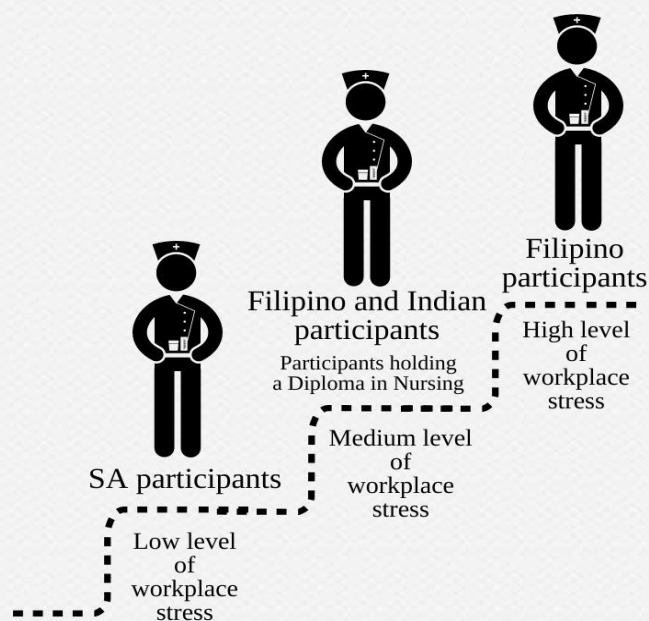 Filipino
participants
High level
of
workplace
stress
Filipino and Indian
participants
Participants holding
a Diploma in Nursing
Medium level
of
workplace
stress
SA participants
Low level
of
workplace
stress